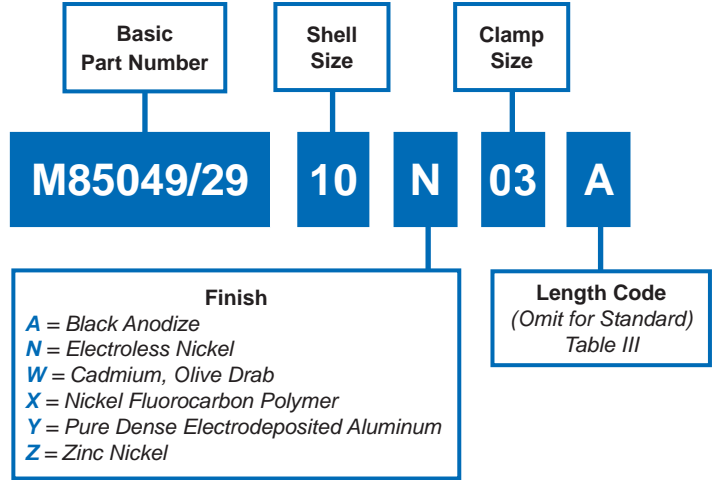 Basic
Part Number
Shell
Size
Clamp
Size
M85049/29 10 N 03 A
Finish
A = Black Anodize
N = Electroless Nickel
W = Cadmium, Olive Drab
X = Nickel Fluorocarbon Polymer
Y = Pure Dense Electrodeposited Aluminum
Z = Zinc Nickel
Length Code
(Omit for Standard)
Table III